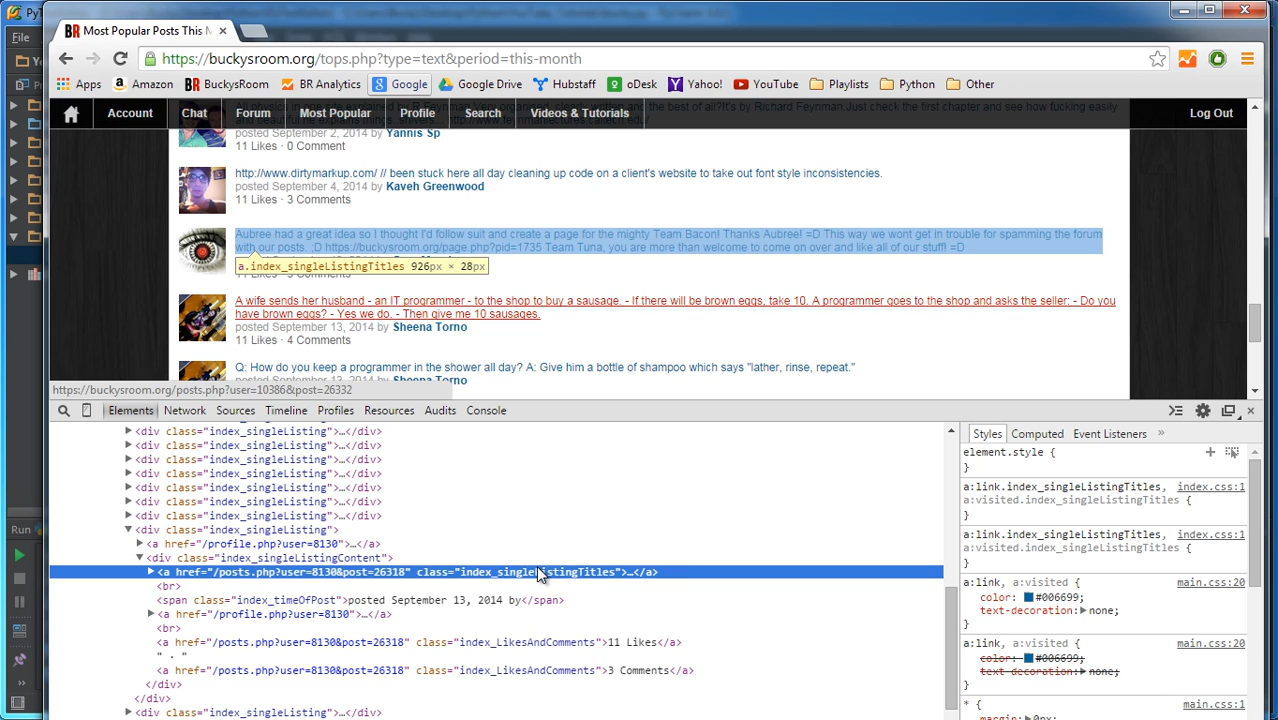 PyT
File
Most Popular Posts This M
https://buckysroom.org/tops.php?type=text&period=this-month
Apps Amazon BuckysRoom BR Analytics Google Google Drive Hubstaff oDesk Yahoo! YouTube Playlists Python Other
Account Chat Forum Most Popular Profile Search Videos & Tutorials Log Out
posted September 2, 2014 by Yannis Sp
11 Likes · 0 Comment
http://www.dirtymarkup.com/ // been stuck here all day cleaning up code on a client's website to take out font style inconsistencies.
posted September 4, 2014 by Kaveh Greenwood
11 Likes · 3 Comments
Aubree had a great idea so I thought I'd follow suit and create a page for the mighty Team Bacon! Thanks Aubree! =D This way we wont get in trouble for spamming the forum
with our posts. ;D https://buckysroom.org/page.php?pid=1735 Team Tuna, you are more than welcome to come on over and like all of our stuff! =D
a.index_singleListingTitles 926px × 28px
A wife sends her husband - an IT programmer - to the shop to buy a sausage. - If there will be brown eggs, take 10. A programmer goes to the shop and asks the seller; - Do you
have brown eggs? - Yes we do. - Then give me 10 sausages.
posted September 13, 2014 by Sheena Torno
11 Likes · 4 Comments
Q: How do you keep a programmer in the shower all day? A: Give him a bottle of shampoo which says "lather, rinse, repeat."
posted September 13, 2014 by Sheena Torno
https://buckysroom.org/posts.php?user=10386&post=26332
Elements Network Sources Timeline Profiles Resources Audits Console
<div class="index_singleListing">…</div>
<div class="index_singleListing">…</div>
<div class="index_singleListing">…</div>
<div class="index_singleListing">…</div>
<div class="index_singleListing">…</div>
<div class="index_singleListing">…</div>
<div class="index_singleListing">…</div>
<div class="index_singleListing">
<a href="/profile.php?user=8130">…</a>
<div class="index_singleListingContent">
<a href="/posts.php?user=8130&post=26318" class="index_singleListingTitles">…</a>
<br>
<span class="index_timeOfPost">posted September 13, 2014 by</span>
<a href="/profile.php?user=8130">…</a>
<br>
<a href="/posts.php?user=8130&post=26318" class="index_LikesAndComments">11 Likes</a>
" · "
<a href="/posts.php?user=8130&post=26318" class="index_LikesAndComments">3 Comments</a>
</div>
</div>
<div class="index_singleListing">…</div>
Styles Computed Event Listeners »
element.style {
}
a:link.index_singleListingTitles, index.css:1
a:visited.index_singleListingTitles {
}
a:link.index_singleListingTitles, index.css:1
a:visited.index_singleListingTitles {
}
a:link, a:visited { main.css:20
color: #006699;
text-decoration: none;
}
a:link, a:visited { main.css:20
color: #006699;
text-decoration: none;
}
* { main.css:9
margin: 0px;
Run